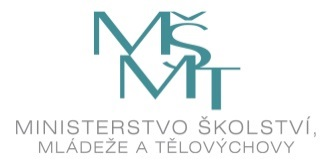 MŠ
MT
MINISTERSTVO ŠKOLSTVÍ,
MLÁDEŽE A TĚLOVÝCHOVY